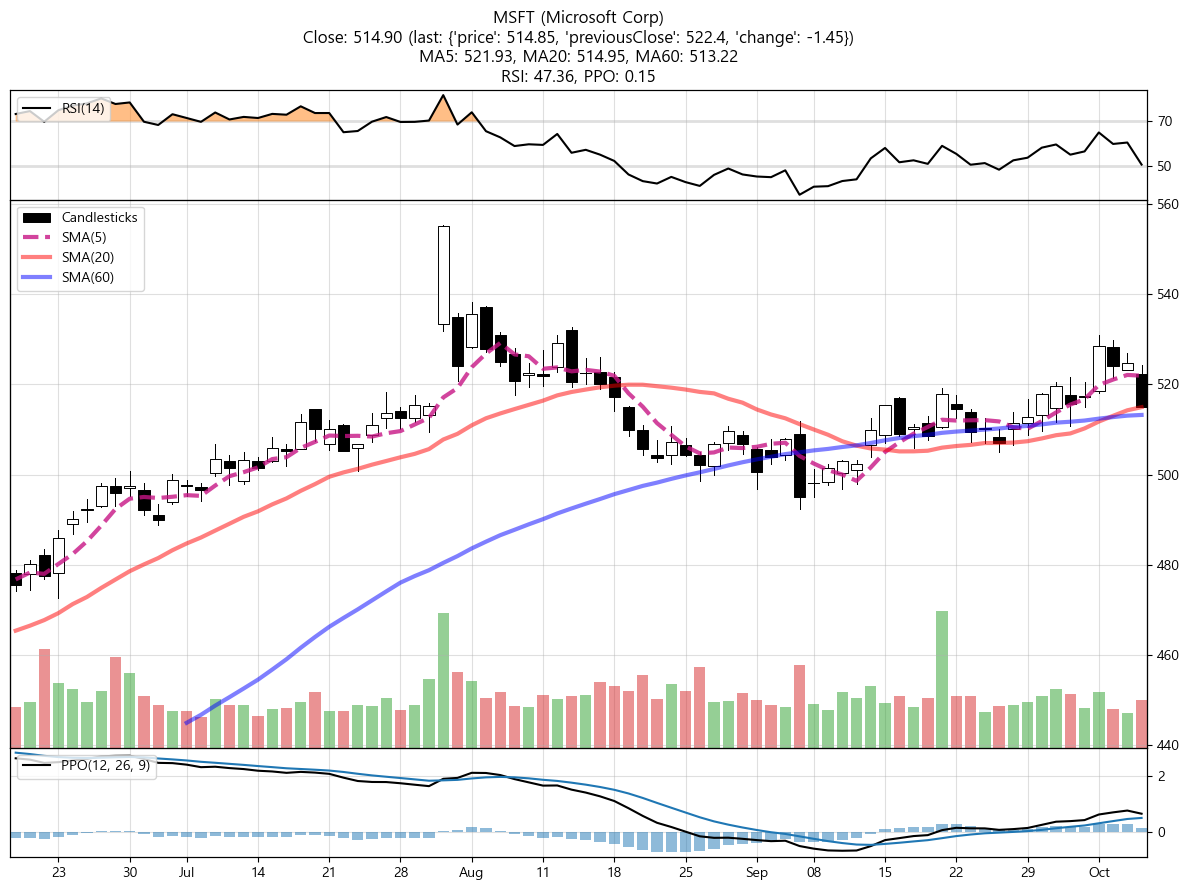 MSFT (Microsoft Corp)
Close: 514.90 (last: {'price': 514.85, 'previousClose': 522.4, 'change': -1.45})
MA5: 521.93, MA20: 514.95, MA60: 513.22
RSI: 47.36, PPO: 0.15
RSI(14)
70
50
Candlesticks
SMA(5)
SMA(20)
SMA(60)
560
540
520
500
480
460
440
PPO(12, 26, 9)
2
0
23 30 Jul 14 21 28 Aug 11 18 25 Sep 08 15 22 29 Oct